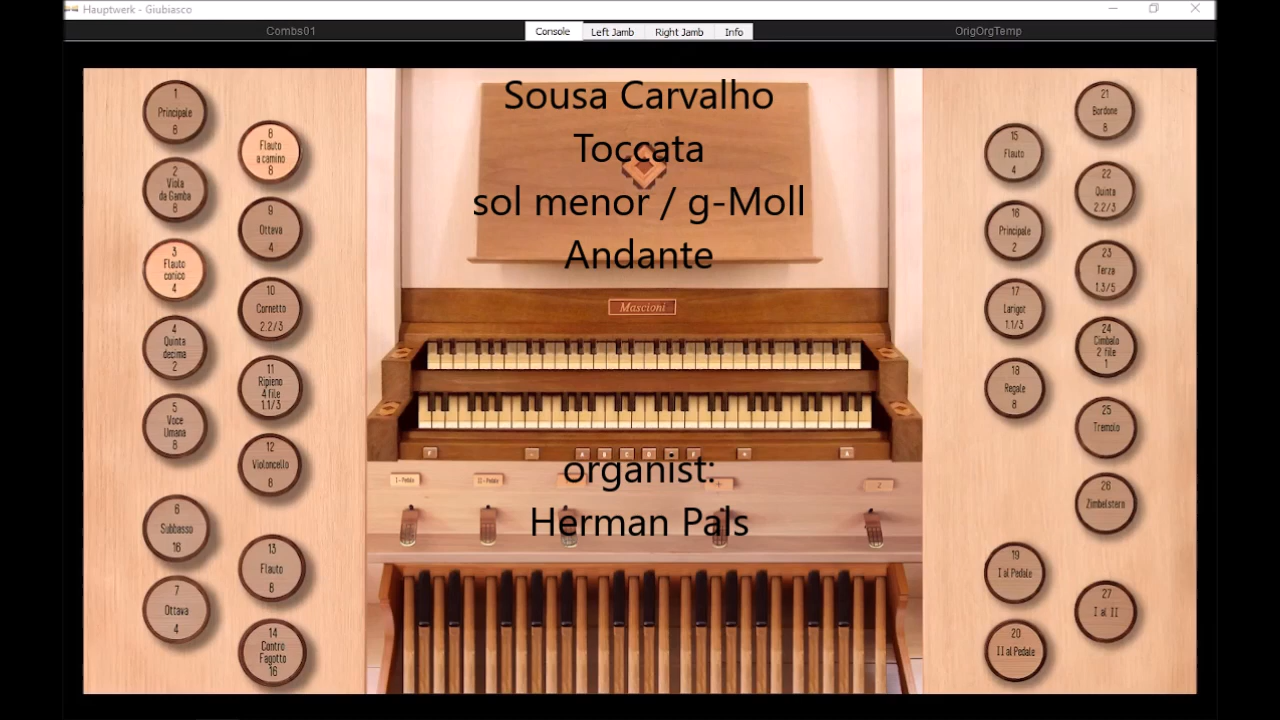 Hauptwerk - Giubiasco
Combs01
Console
Left Jamb
Right Jamb
Info
OrigOrgTemp
Sousa Carvalho
Toccata
sol menor / g-Moll
Andante
Mascioni
organist:
Herman Pals
1
Principale
8
2
Viola
da Gamba
8
3
Flauto
conico
4
4
Quinta
decima
2
5
Voce
Umana
8
6
Subbasso
16
7
Ottava
4
8
Flauto
a camino
8
9
Ottava
4
10
Cornetto
2.2/3
11
Ripieno
4 file
1.1/3
12
Violoncello
8
13
Flauto
8
14
Contro
Fagotto
16
I - Pedale
II - Pedale
15
Flauto
4
16
Principale
2
17
Larigot
1.1/3
18
Regale
8
19
I al Pedale
20
II al Pedale
21
Bordone
8
22
Quinta
2.2/3
23
Terza
1.3/5
24
Cimbalo
2 file
1
25
Tremolo
26
Zimbelstern
27
I al II